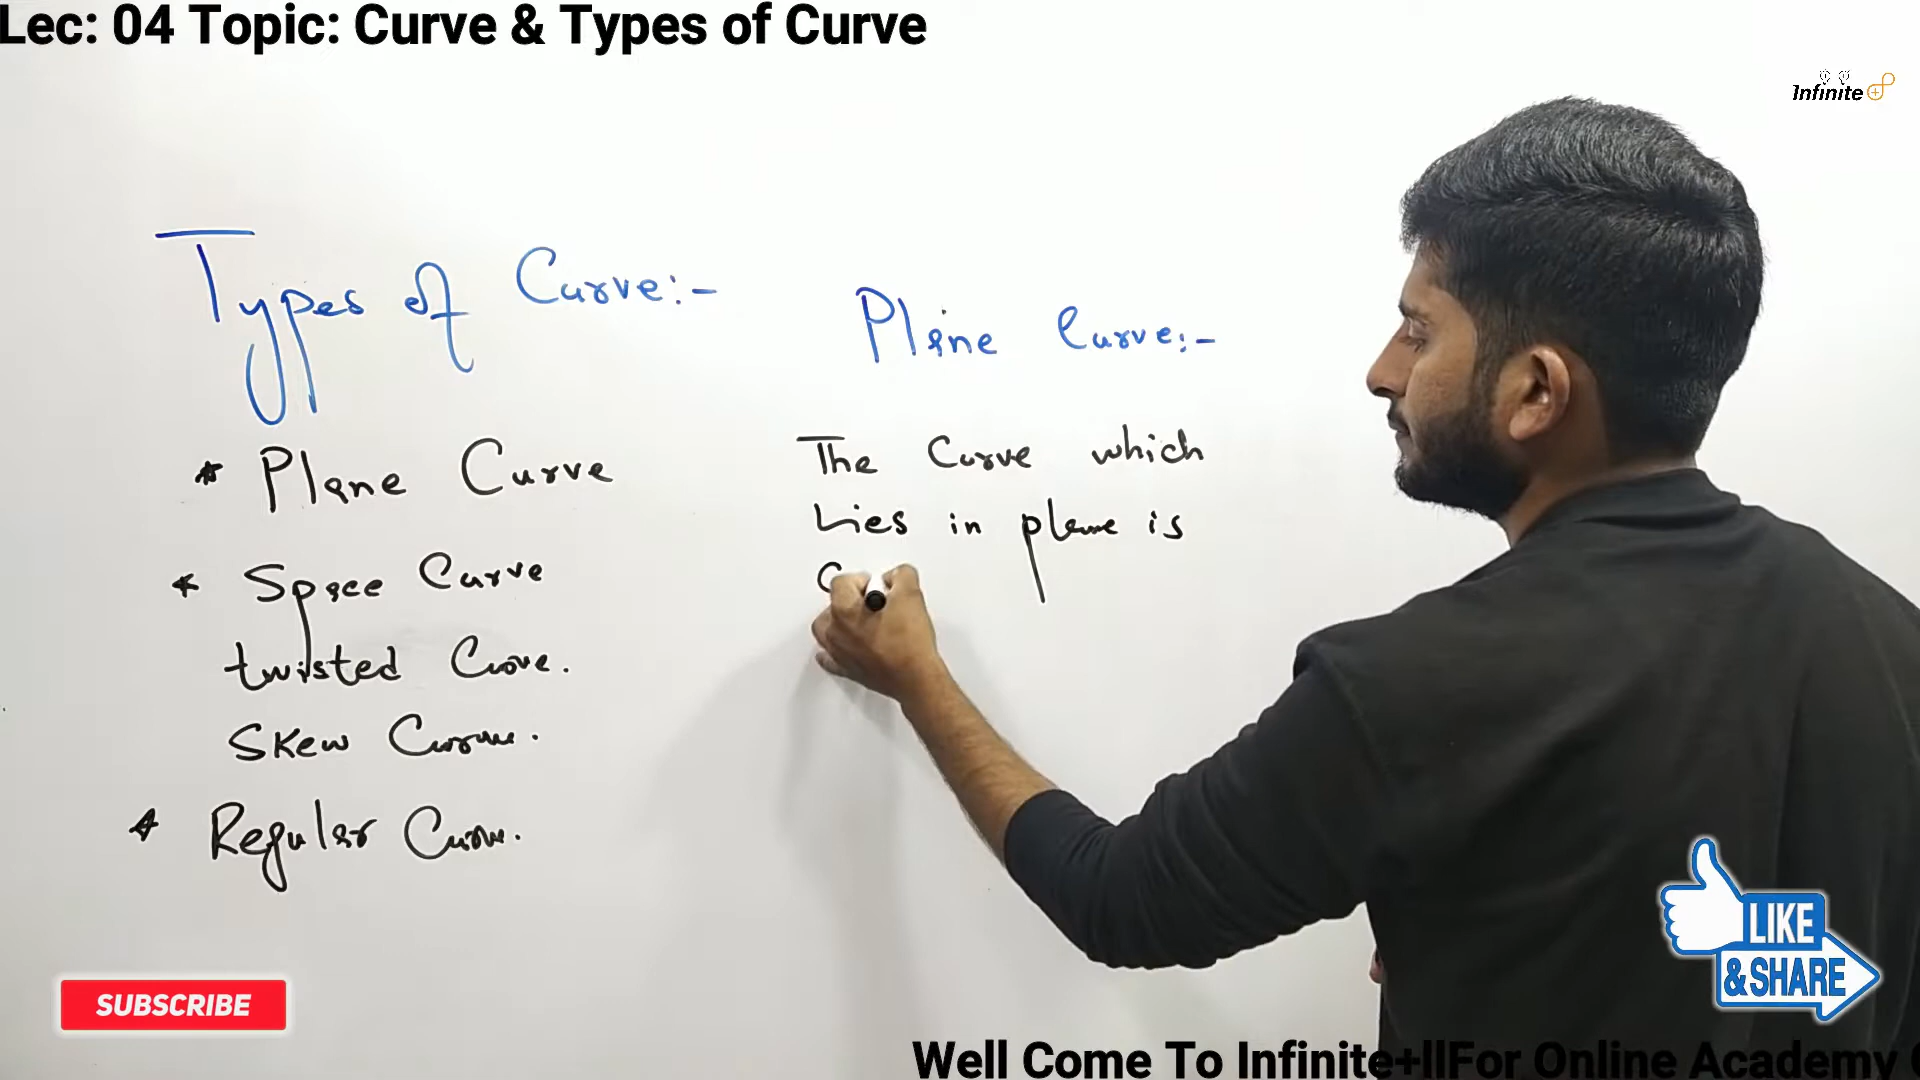 Lec: 04 Topic: Curve & Types of Curve
Infinite+
Types of Curve:-
* Plane Curve
* Space Curve
twisted Curve.
Skew Curve.
* Regular Curve.
Plane Curve:-
The Curve which
Lies in plane is
C
LIKE
& SHARE
SUBSCRIBE
Well Come To Infinite+llFor Online Academy